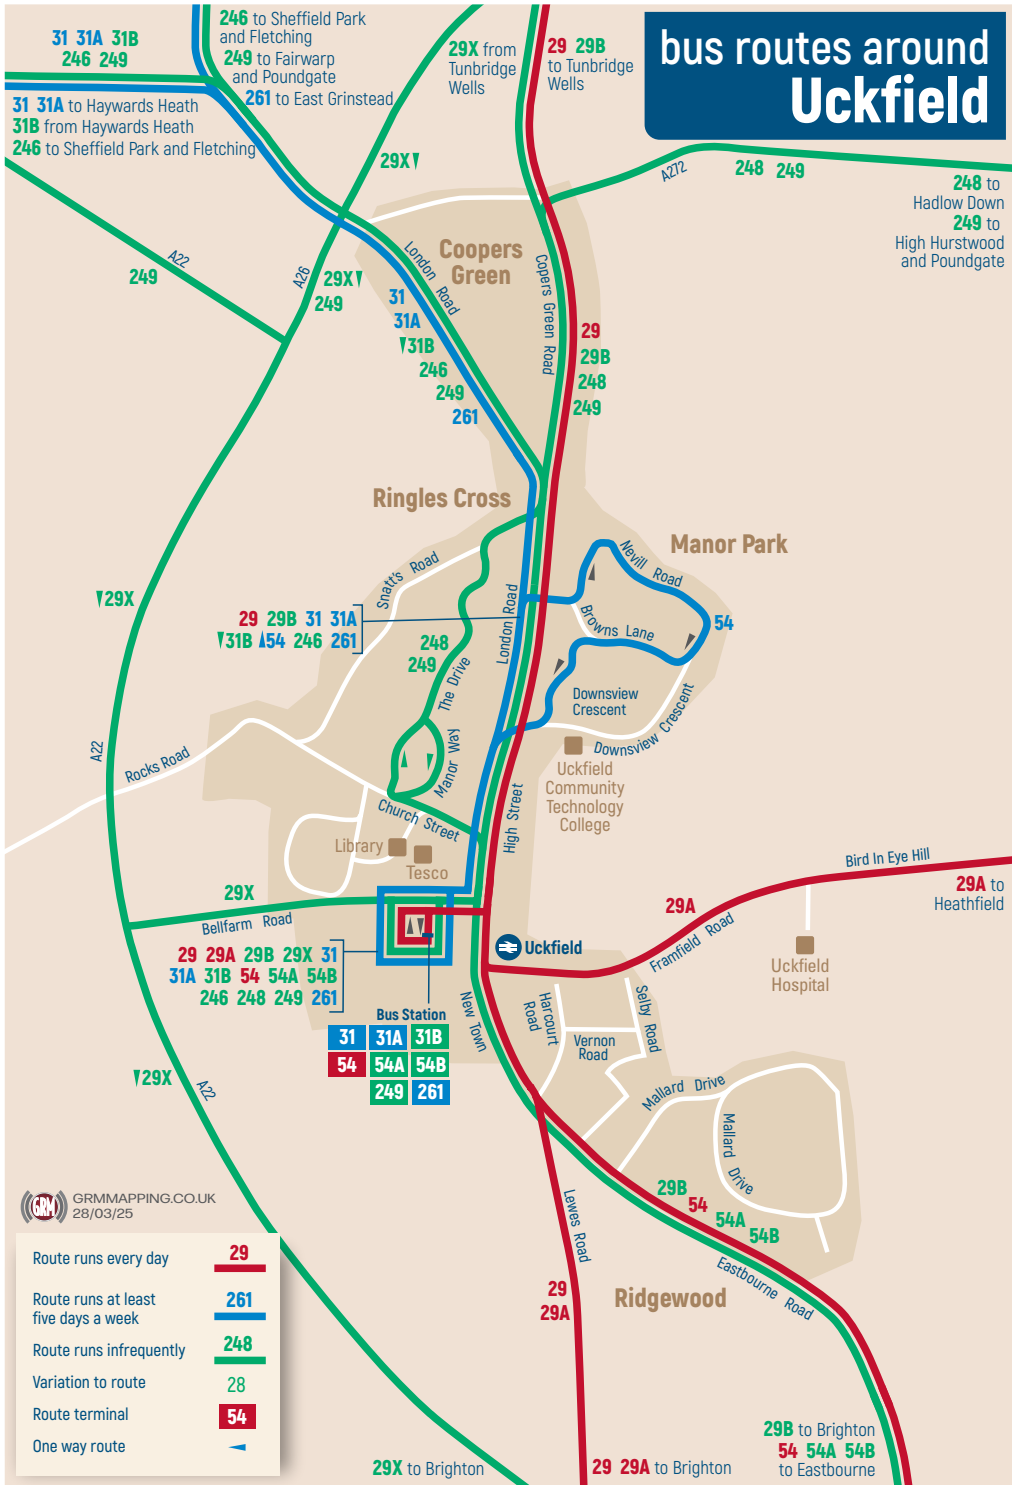 bus routes around
Uckfield
246 to Sheffield Park
and Fletching
249 to Fairwarp
and Poundgate
261 to East Grinstead
31 31A 31B
246 249
31 31A to Haywards Heath
31B from Haywards Heath
246 to Sheffield Park and Fletching
29X from
Tunbridge
Wells
29 29B
to Tunbridge
Wells
29X
A272
248 249
248 to
Hadlow Down
249 to
High Hurstwood
and Poundgate
Coopers
Green
A22
249
A26
29X
249
London Road
Copers Green Road
31
31A
31B
246
249
261
29
29B
248
249
Ringles Cross
Manor Park
Snatt's Road
Nevill Road
Browns Lane
54
29X
29 29B 31 31A
31B 54 246 261
London Road
248
249
The Drive
Downsview
Crescent
Downsview Crescent
A22
Rocks Road
Manor Way
Uckfield
Community
Technology
College
Church Street
High Street
Library
Tesco
Bird In Eye Hill
29A to
Heathfield
29A
Framfield Road
29X
Bellfarm Road
Uckfield
Uckfield
Hospital
29 29A 29B 29X 31
31A 31B 54 54A 54B
246 248 249 261
Bus Station
31 31A 31B
54 54A 54B
249 261
New Town
Harcourt
Road
Selby Road
Vernon
Road
Mallard Drive
Mallard Drive
29X
A22
29B
54
54A
54B
Lewes Road
Eastbourne Road
Ridgewood
29
29A
GRM
GRMMAPPING.CO.UK
28/03/25
Route runs every day 29
Route runs at least
five days a week 261
Route runs infrequently 248
Variation to route 28
Route terminal 54
One way route
29X to Brighton
29 29A to Brighton
29B to Brighton
54 54A 54B
to Eastbourne